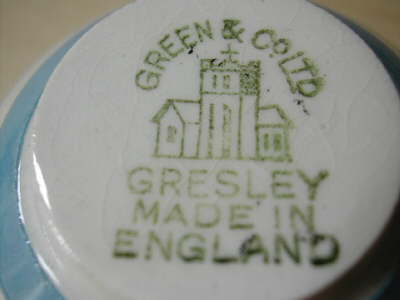 GREEN & CO LTD
GRESLEY
MADE IN
ENGLAND